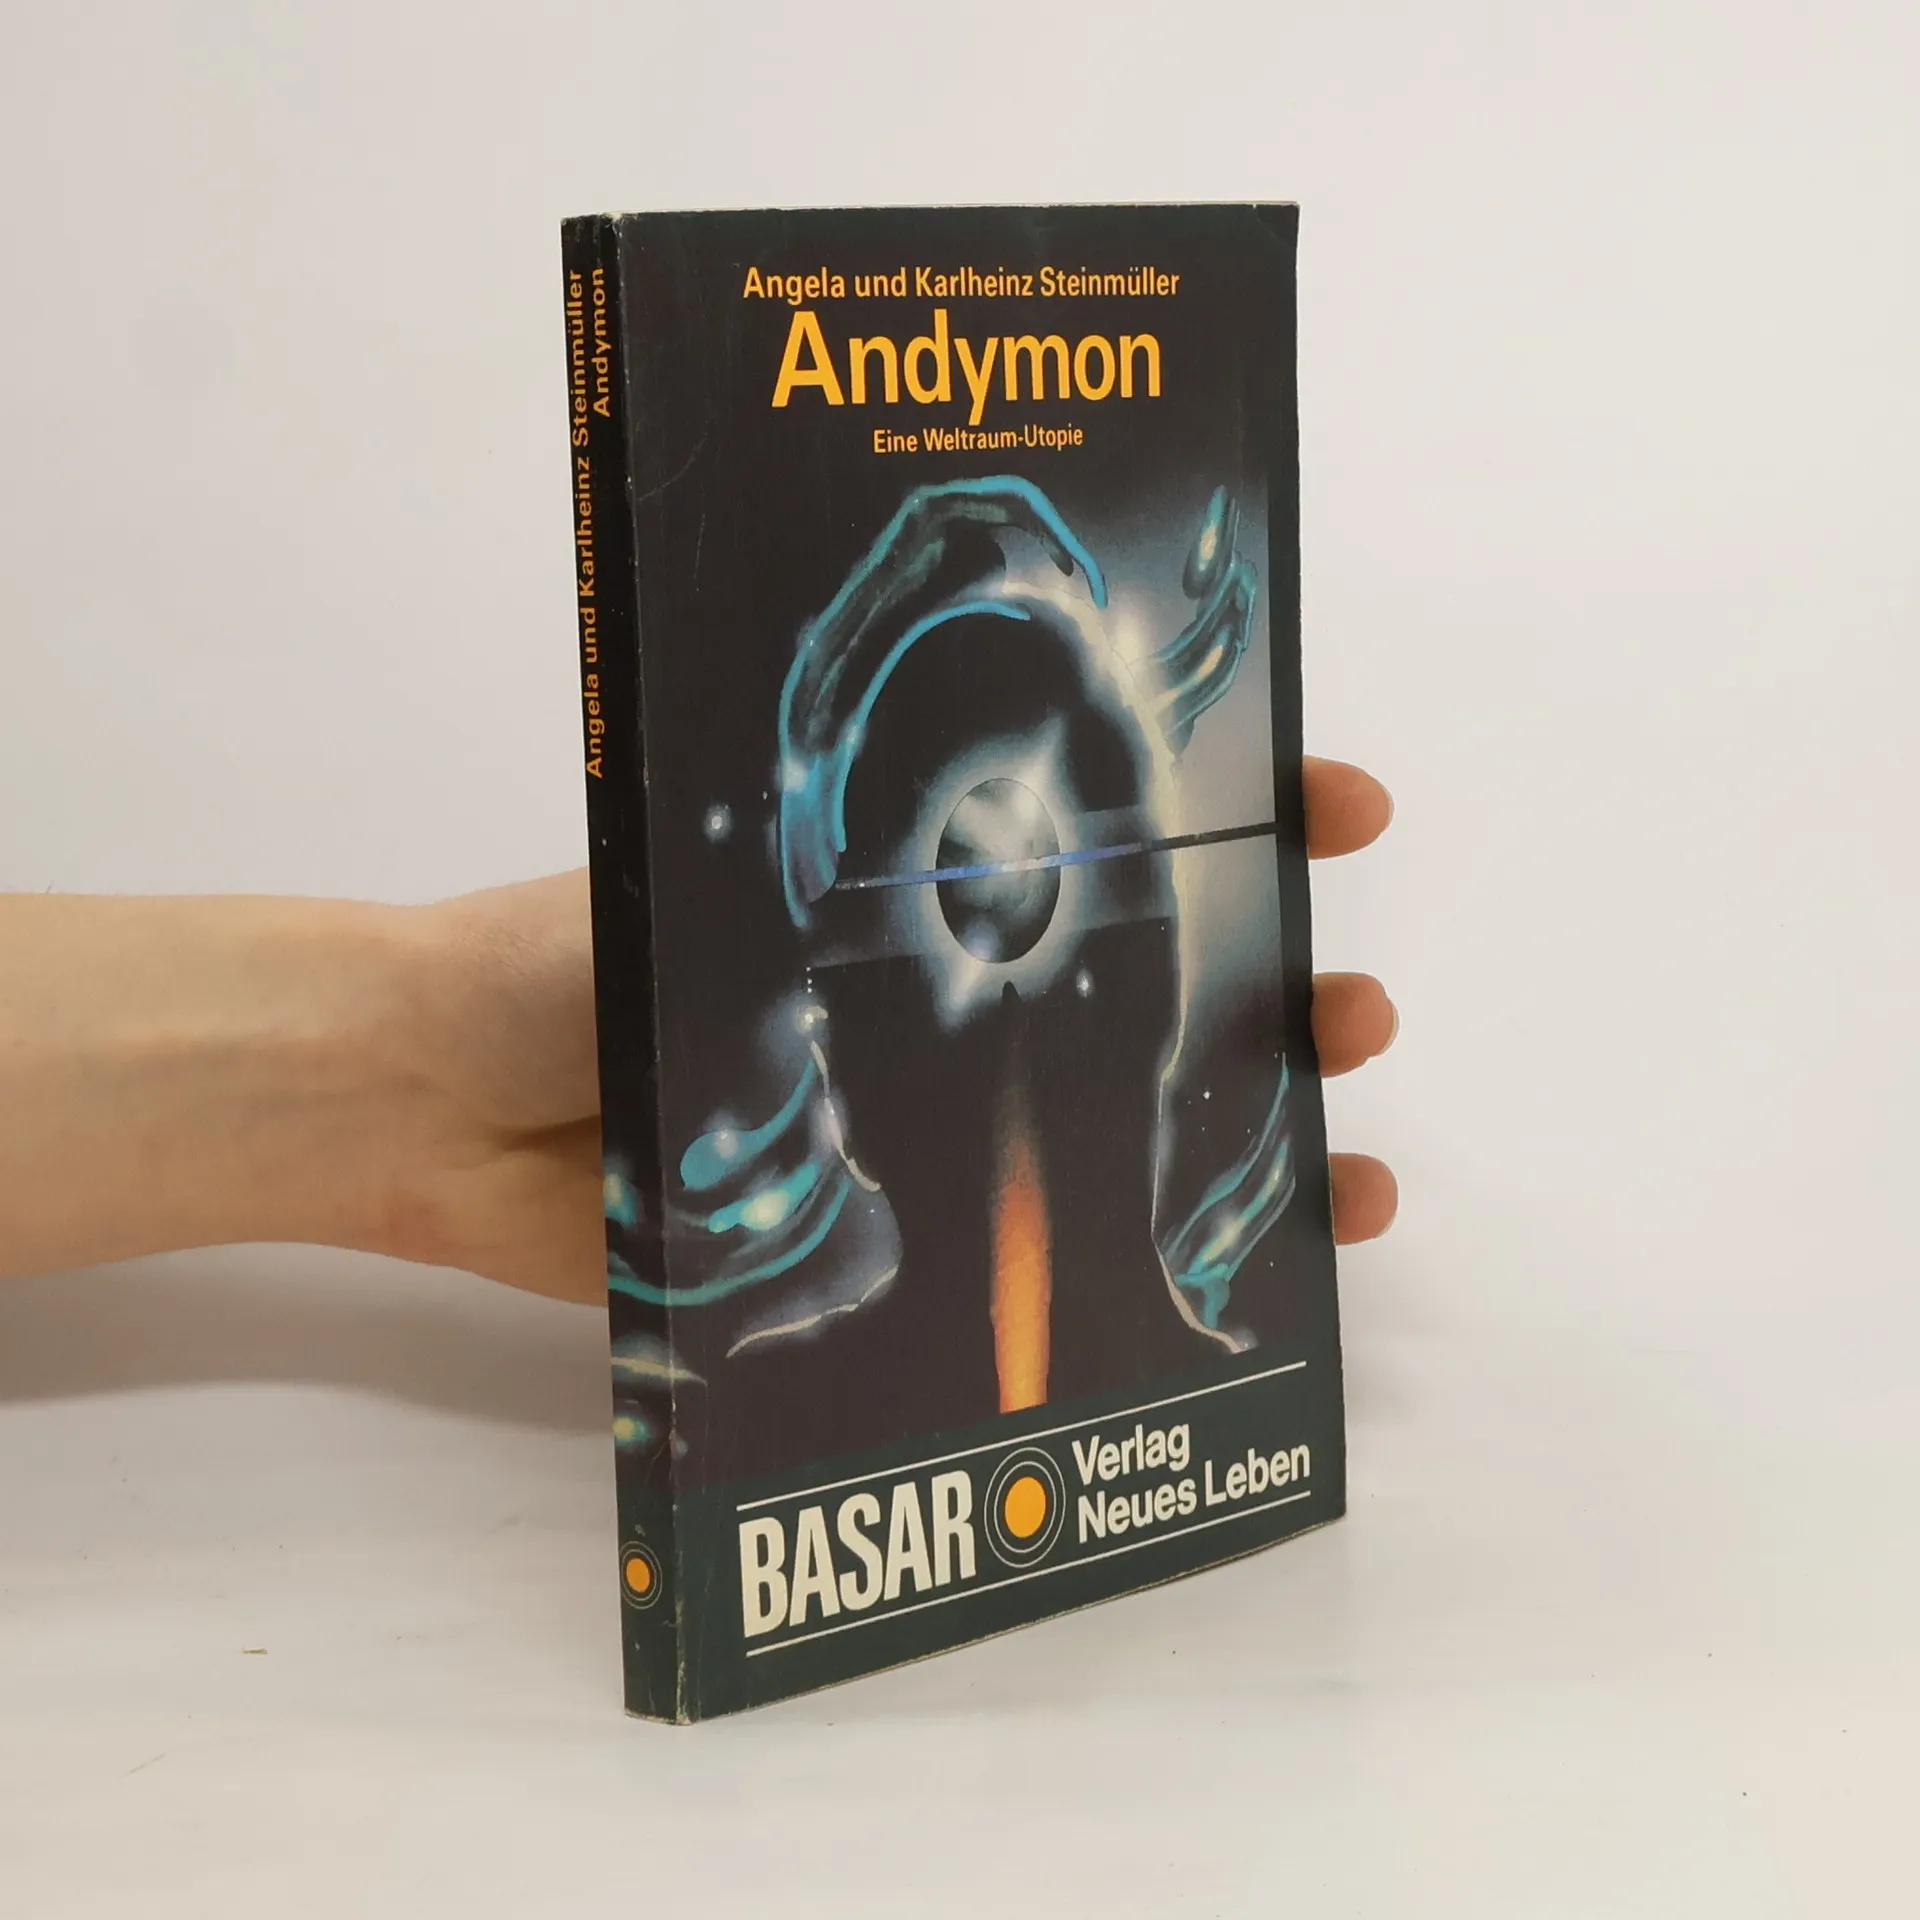 Angela und Karlheinz Steinmüller
Andymon
Angela und Karlheinz Steinmüller
Andymon
Eine Weltraum-Utopie
BASAR
Verlag
Neues Leben